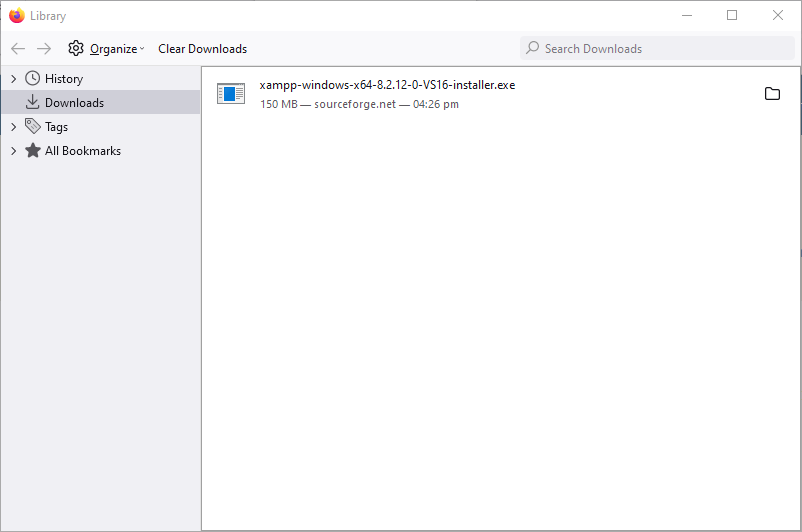 Library
Organize
Clear Downloads
Search Downloads
History
Downloads
Tags
All Bookmarks
xampp-windows-x64-8.2.12-0-VS16-installer.exe
150 MB — sourceforge.net — 04:26 pm